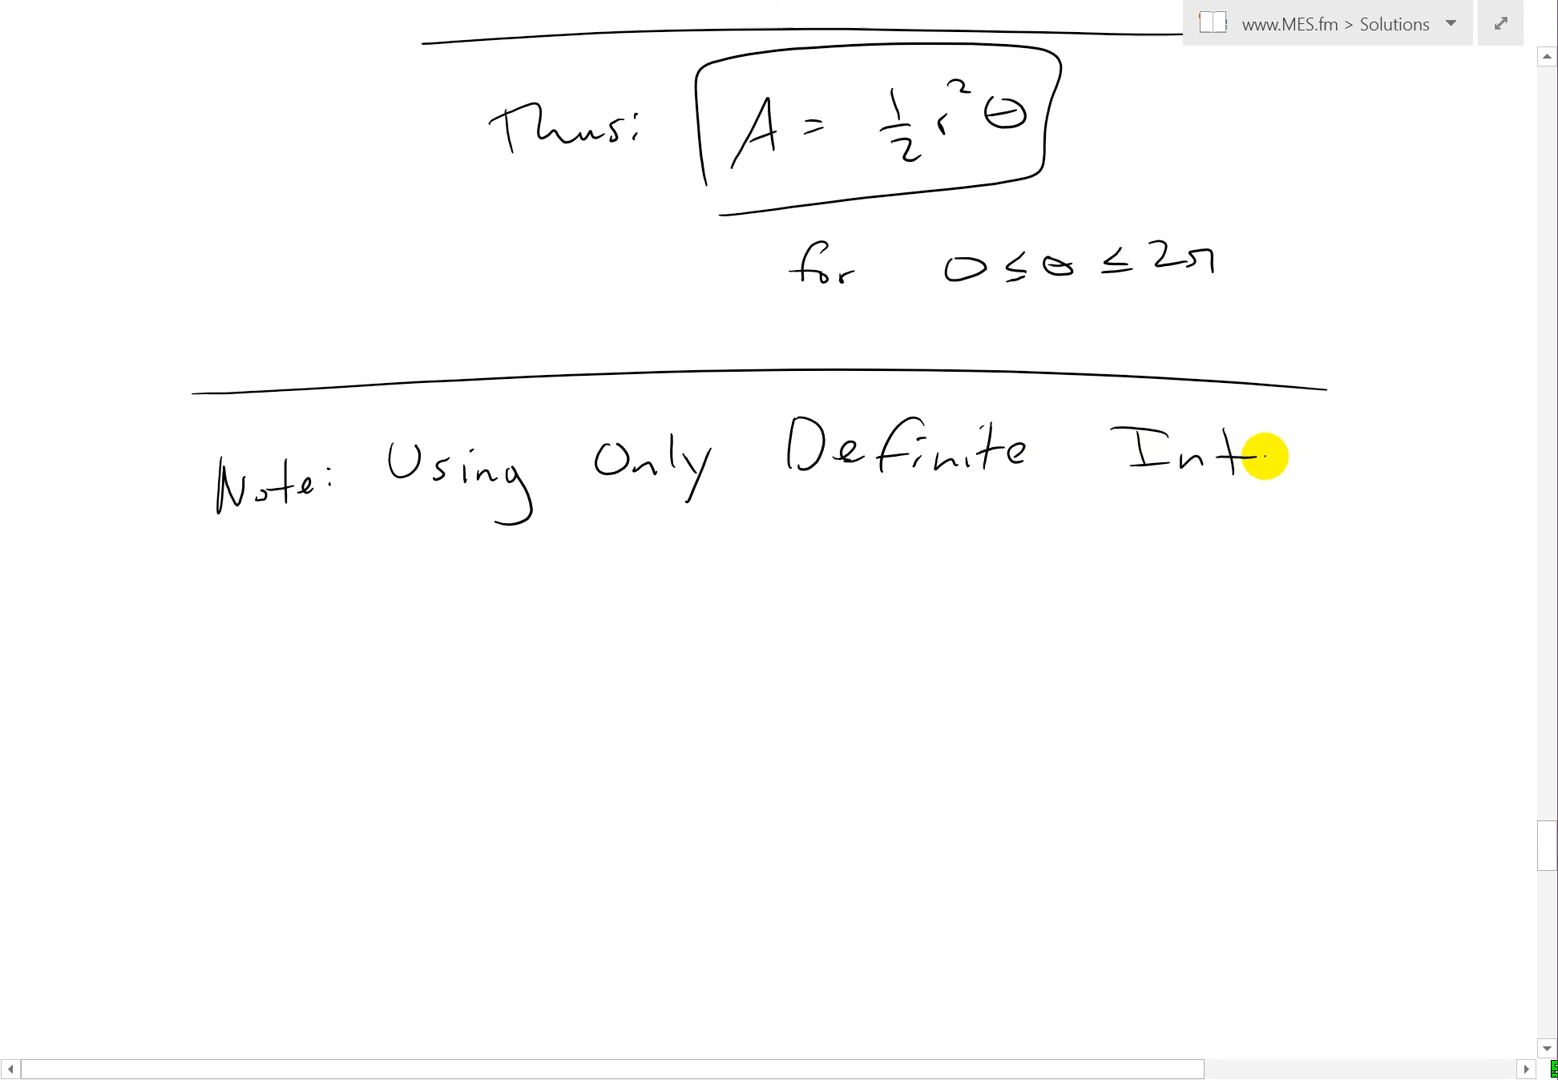 www.MES.fm > Solutions
Thus: A = 1/2 r² θ
for 0 ≤ θ ≤ 2π
Note: Using Only Definite Int